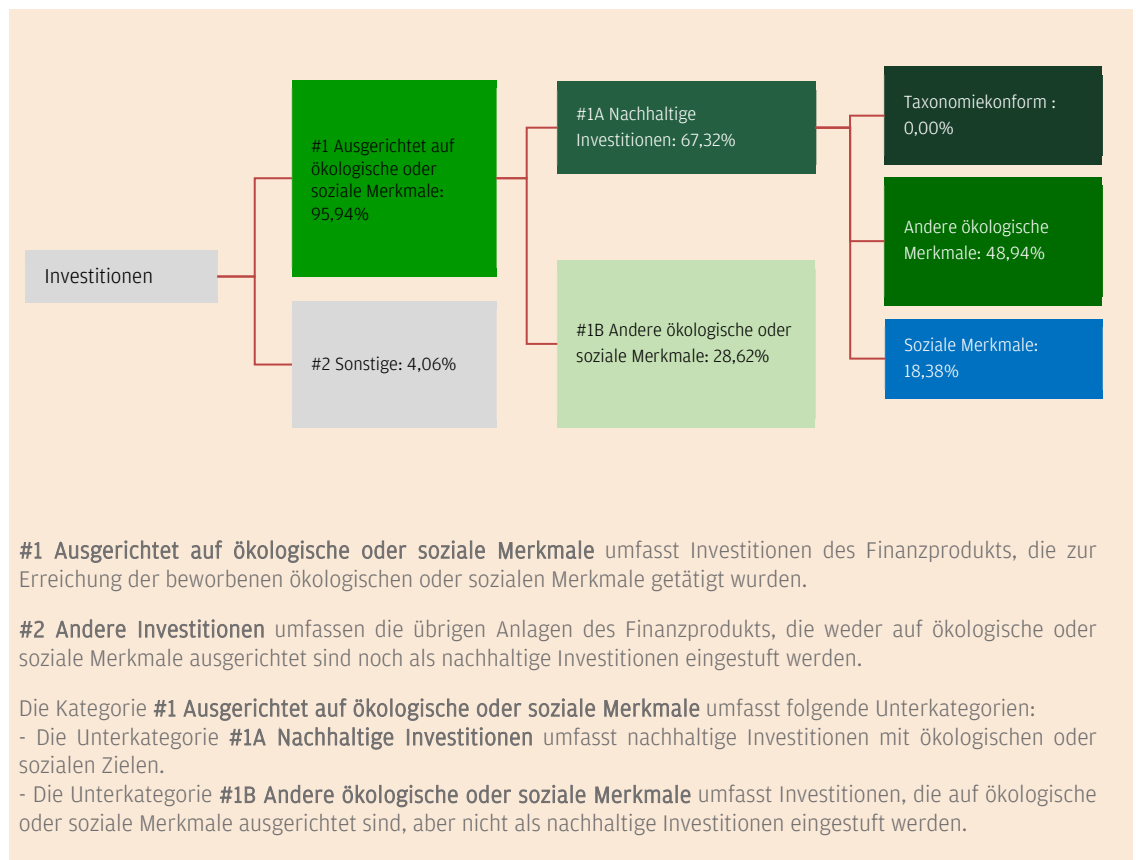 Investitionen
#1 Ausgerichtet auf
ökologische oder
soziale Merkmale:
95,94%
#2 Sonstige: 4,06%
#1A Nachhaltige
Investitionen: 67,32%
#1B Andere ökologische oder
soziale Merkmale: 28,62%
Taxonomiekonform :
0,00%
Andere ökologische
Merkmale: 48,94%
Soziale Merkmale:
18,38%
#1 Ausgerichtet auf ökologische oder soziale Merkmale umfasst Investitionen des Finanzprodukts, die zur
Erreichung der beworbenen ökologischen oder sozialen Merkmale getätigt wurden.
#2 Andere Investitionen umfassen die übrigen Anlagen des Finanzprodukts, die weder auf ökologische oder
soziale Merkmale ausgerichtet sind noch als nachhaltige Investitionen eingestuft werden.
Die Kategorie #1 Ausgerichtet auf ökologische oder soziale Merkmale umfasst folgende Unterkategorien:
- Die Unterkategorie #1A Nachhaltige Investitionen umfasst nachhaltige Investitionen mit ökologischen oder
sozialen Zielen.
- Die Unterkategorie #1B Andere ökologische oder soziale Merkmale umfasst Investitionen, die auf ökologische
oder soziale Merkmale ausgerichtet sind, aber nicht als nachhaltige Investitionen eingestuft werden.